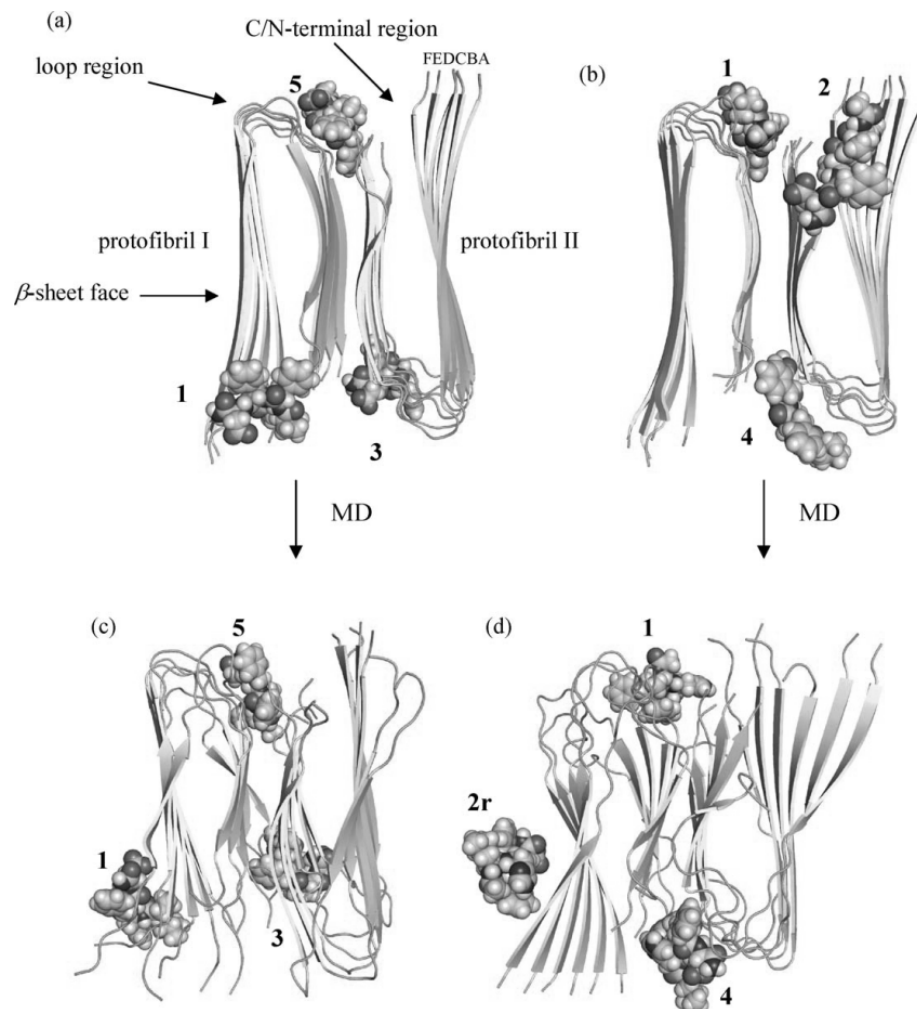 (a)
C/N-terminal region
FEDCBA
loop region
5
protofibril I
protofibril II
β-sheet face
1
3
MD
(b)
1
2
4
MD
(c)
5
1
3
(d)
1
2r
4